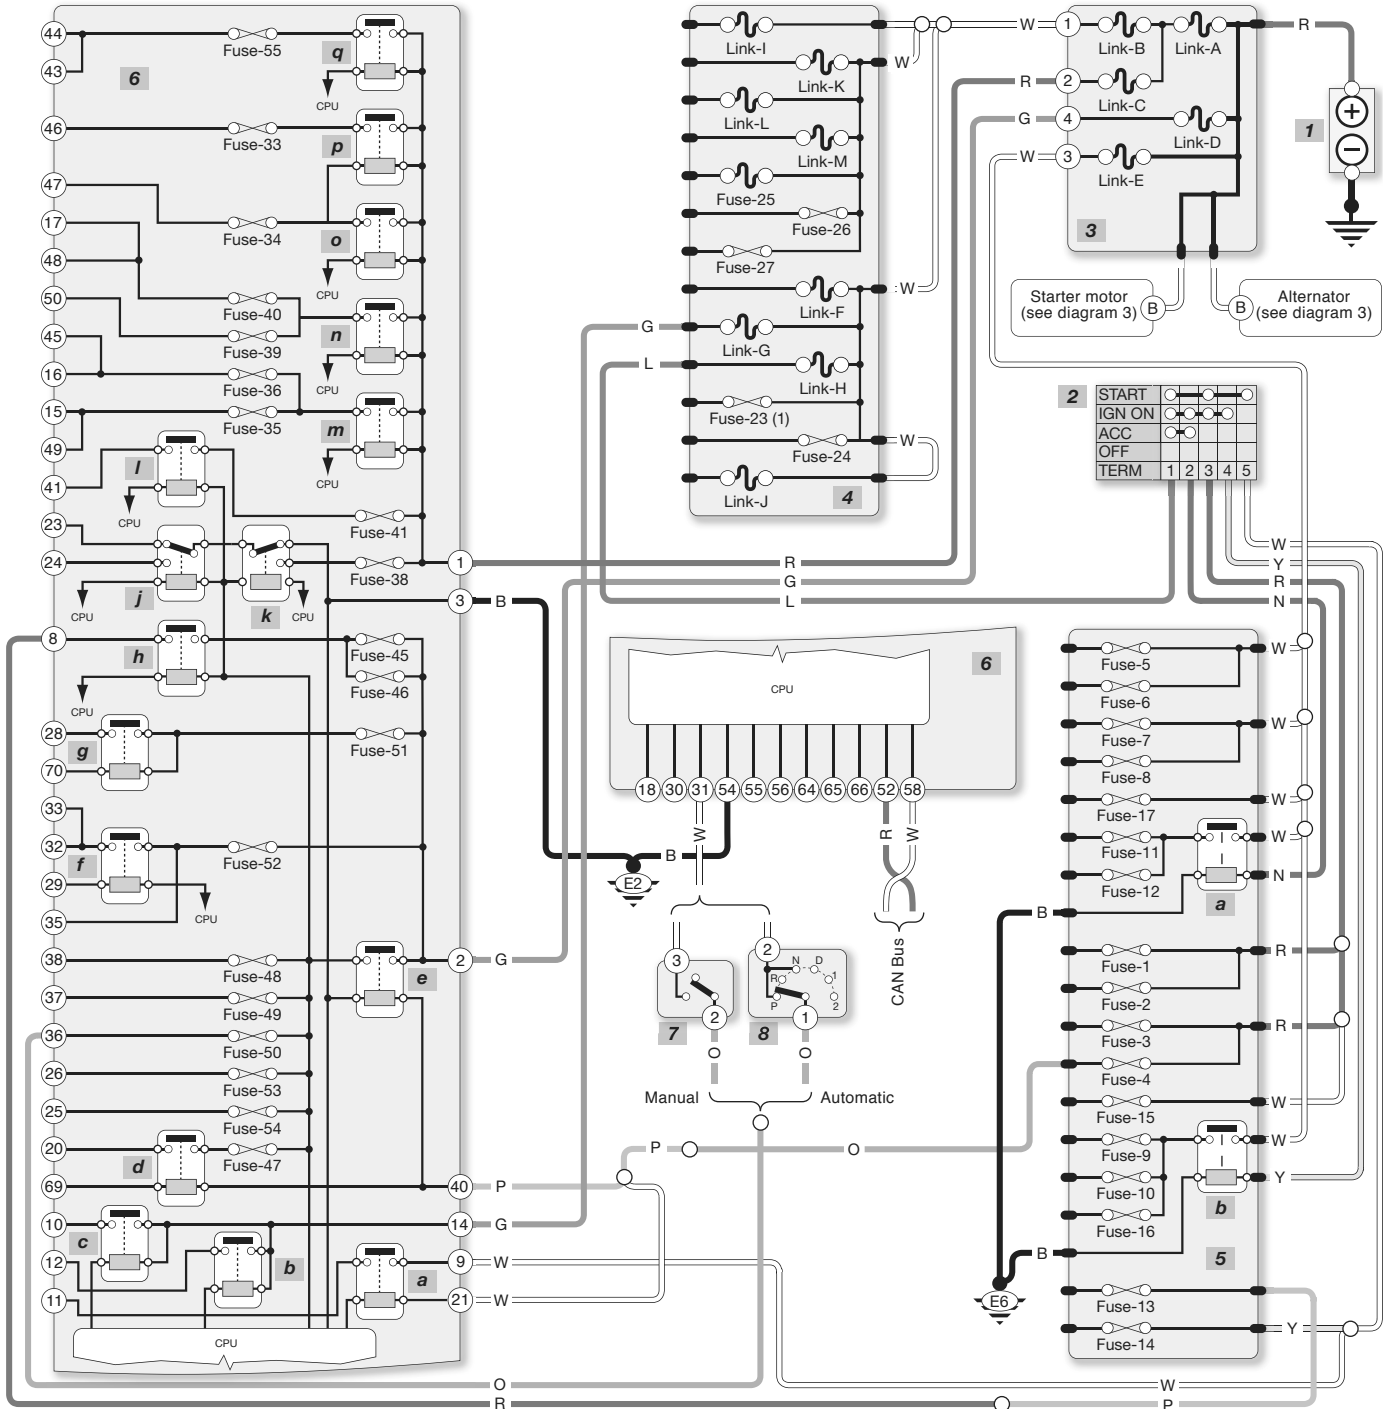 44
43
6
Fuse-55
q
CPU
46
Fuse-33
p
47
17
Fuse-34
o
CPU
48
50
Fuse-40
n
45
Fuse-39
CPU
16
Fuse-36
15
Fuse-35
m
49
l
CPU
41
CPU
23
Fuse-41
24
Fuse-38
1
j
k
CPU
CPU
3
B
8
h
Fuse-45
Fuse-46
CPU
28
g
Fuse-51
70
33
32
f
Fuse-52
29
CPU
35
38
Fuse-48
e
2
G
37
Fuse-49
36
Fuse-50
26
Fuse-53
25
Fuse-54
20
d
Fuse-47
69
40
P
10
c
14
G
12
b
a
9
W
11
21
W
CPU
O
R
Link-I
W
Link-K
Link-L
Link-M
Fuse-25
Fuse-26
Fuse-27
Link-F
W
G
Link-G
L
Link-H
Fuse-23 (1)
Fuse-24
W
Link-J
4
W
1
Link-B
Link-A
R
R
2
Link-C
G
4
Link-D
W
3
Link-E
3
1
+
−
Starter motor
(see diagram 3)
B
B
Alternator
(see diagram 3)
2
START
IGN ON
ACC
OFF
TERM
1
2
3
4
5
R
G
L
W
Y
R
N
6
CPU
18
30
31
54
55
56
64
65
66
52
58
W
B
R
W
E2
CAN Bus
3
2
N
D
R
1
P
2
2
1
7
8
O
O
Manual
Automatic
P
O
Fuse-5
W
Fuse-6
Fuse-7
W
Fuse-8
Fuse-17
W
Fuse-11
W
Fuse-12
N
a
B
Fuse-1
R
Fuse-2
Fuse-3
R
Fuse-4
Fuse-15
W
Fuse-9
W
Fuse-10
Y
Fuse-16
b
B
5
E6
Fuse-13
Fuse-14
Y
W
P